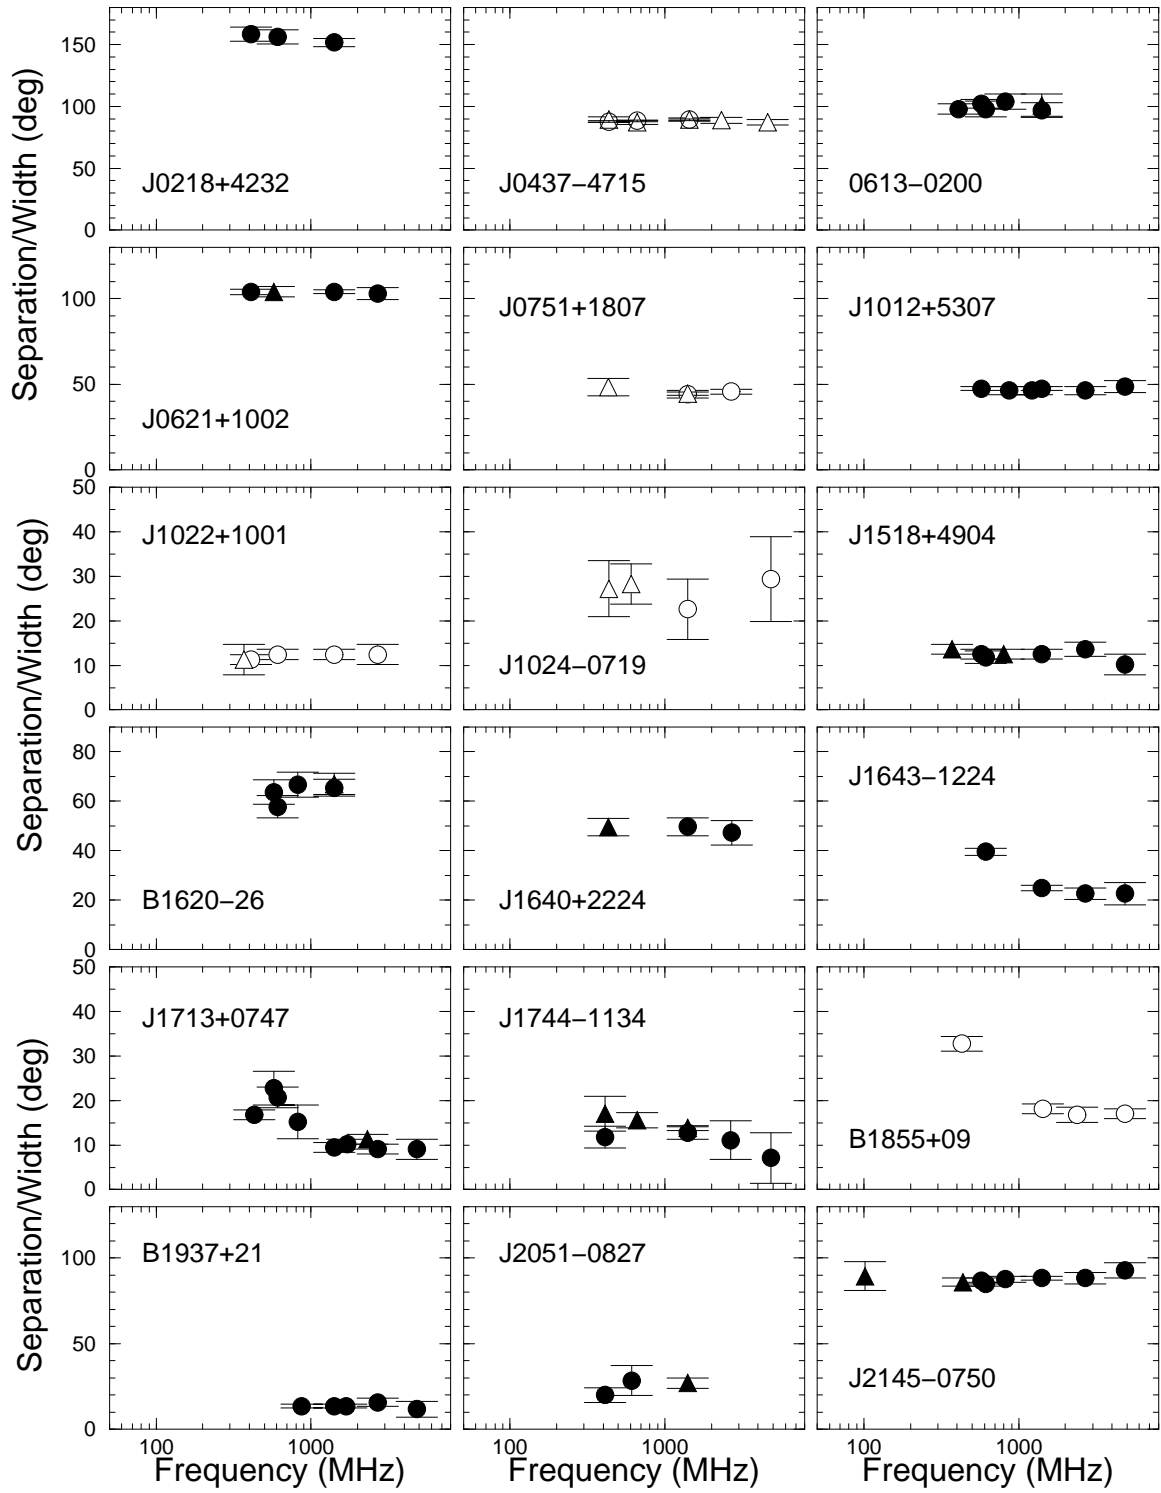 Separation/Width (deg)
150
100
50
0
J0218+4232
J0437−4715
0613−0200
Separation/Width (deg)
100
50
0
J0621+1002
J0751+1807
J1012+5307
50
40
30
20
10
0
J1022+1001
J1024−0719
J1518+4904
Separation/Width (deg)
80
60
40
20
0
B1620−26
J1640+2224
J1643−1224
50
40
30
20
10
0
J1713+0747
J1744−1134
B1855+09
Separation/Width (deg)
100
50
0
B1937+21
J2051−0827
J2145−0750
100 1000 100 1000 100 1000
Frequency (MHz) Frequency (MHz) Frequency (MHz)